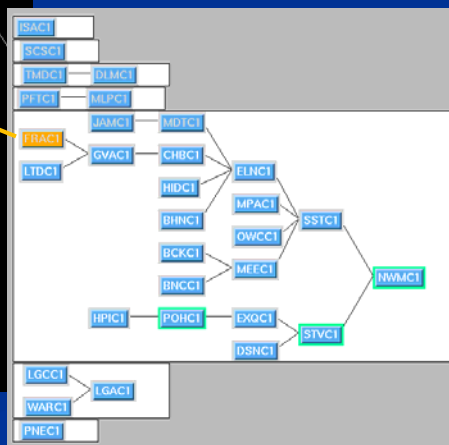 ISAC1
SCSC1
TMDC1 DLMC1
PFTC1 MLPC1
JAMC1 MDTC1
FRAC1
GVAC1 CHBC1
LTDC1 ELNC1
HIDC1
MPAC1
BHNC1 SSTC1
OWCC1
BCKC1
MEEC1
NWMC1
BNCC1
HPIC1 POHC1 EXQC1
STVC1
DSNC1
LGCC1
LGAC1
WARC1
PNEC1